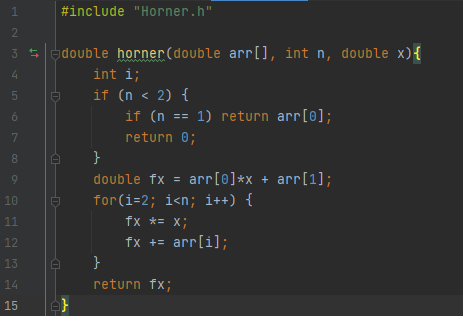 1 #include "Horner.h"
2
3 double horner(double arr[], int n, double x){
4     int i;
5     if (n < 2) {
6         if (n == 1) return arr[0];
7         return 0;
8     }
9     double fx = arr[0]*x + arr[1];
10     for(i=2; i<n; i++) {
11         fx *= x;
12         fx += arr[i];
13     }
14     return fx;
15 }